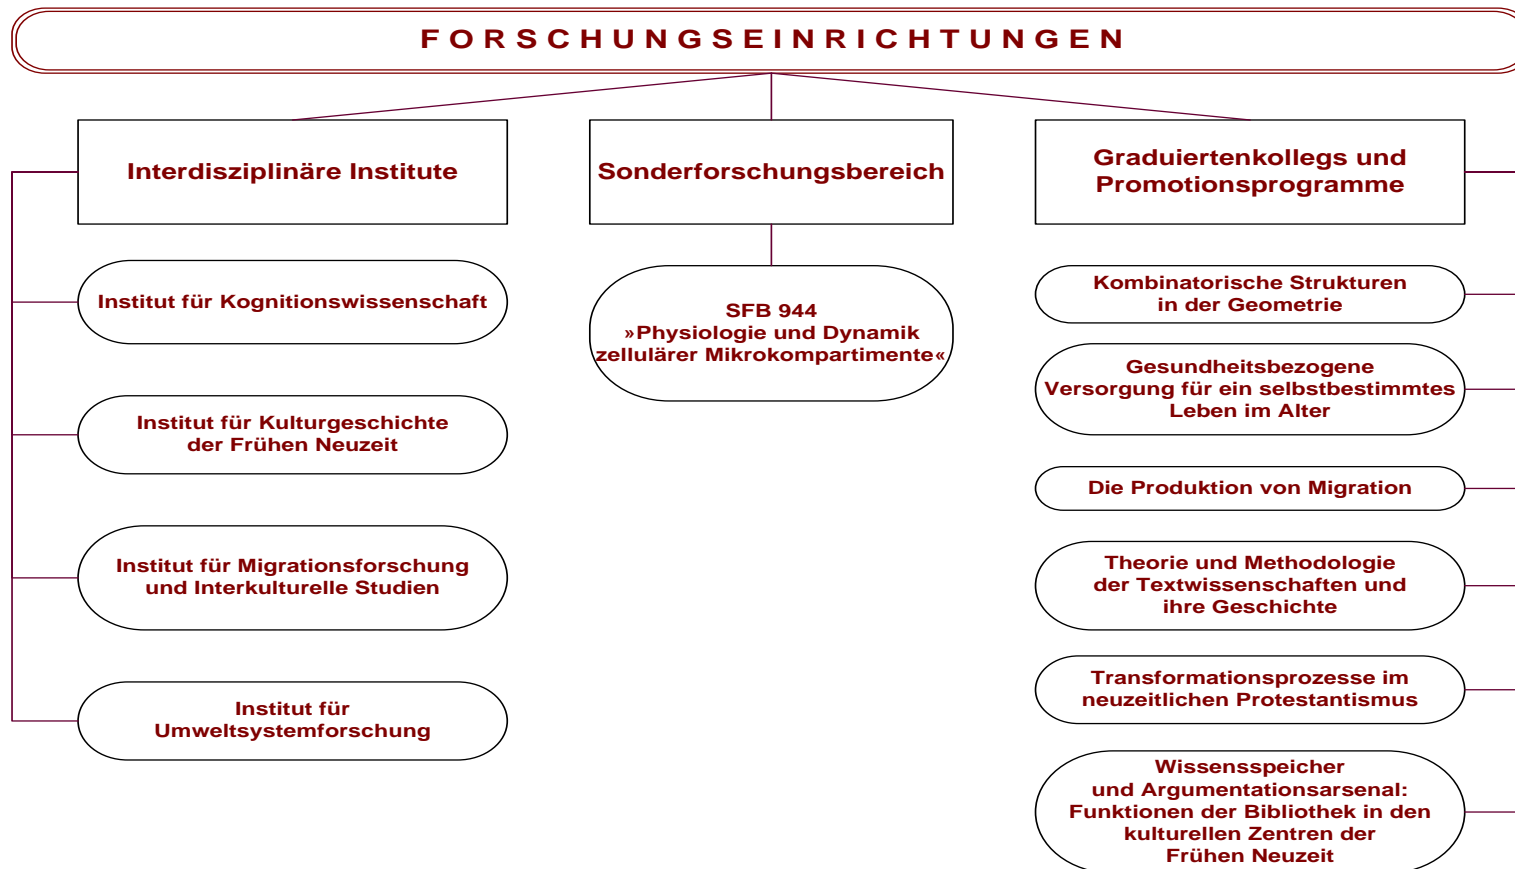 FORSCHUNGSEINRICHTUNGEN
Interdisziplinäre Institute
Institut für Kognitionswissenschaft
Institut für Kulturgeschichte
der Frühen Neuzeit
Institut für Migrationsforschung
und Interkulturelle Studien
Institut für
Umweltsystemforschung
Sonderforschungsbereich
SFB 944
»Physiologie und Dynamik
zellulärer Mikrokompartimente«
Graduiertenkollegs und
Promotionsprogramme
Kombinatorische Strukturen
in der Geometrie
Gesundheitsbezogene
Versorgung für ein selbstbestimmtes
Leben im Alter
Die Produktion von Migration
Theorie und Methodologie
der Textwissenschaften und
ihre Geschichte
Transformationsprozesse im
neuzeitlichen Protestantismus
Wissensspeicher
und Argumentationsarsenal:
Funktionen der Bibliothek in den
kulturellen Zentren der
Frühen Neuzeit